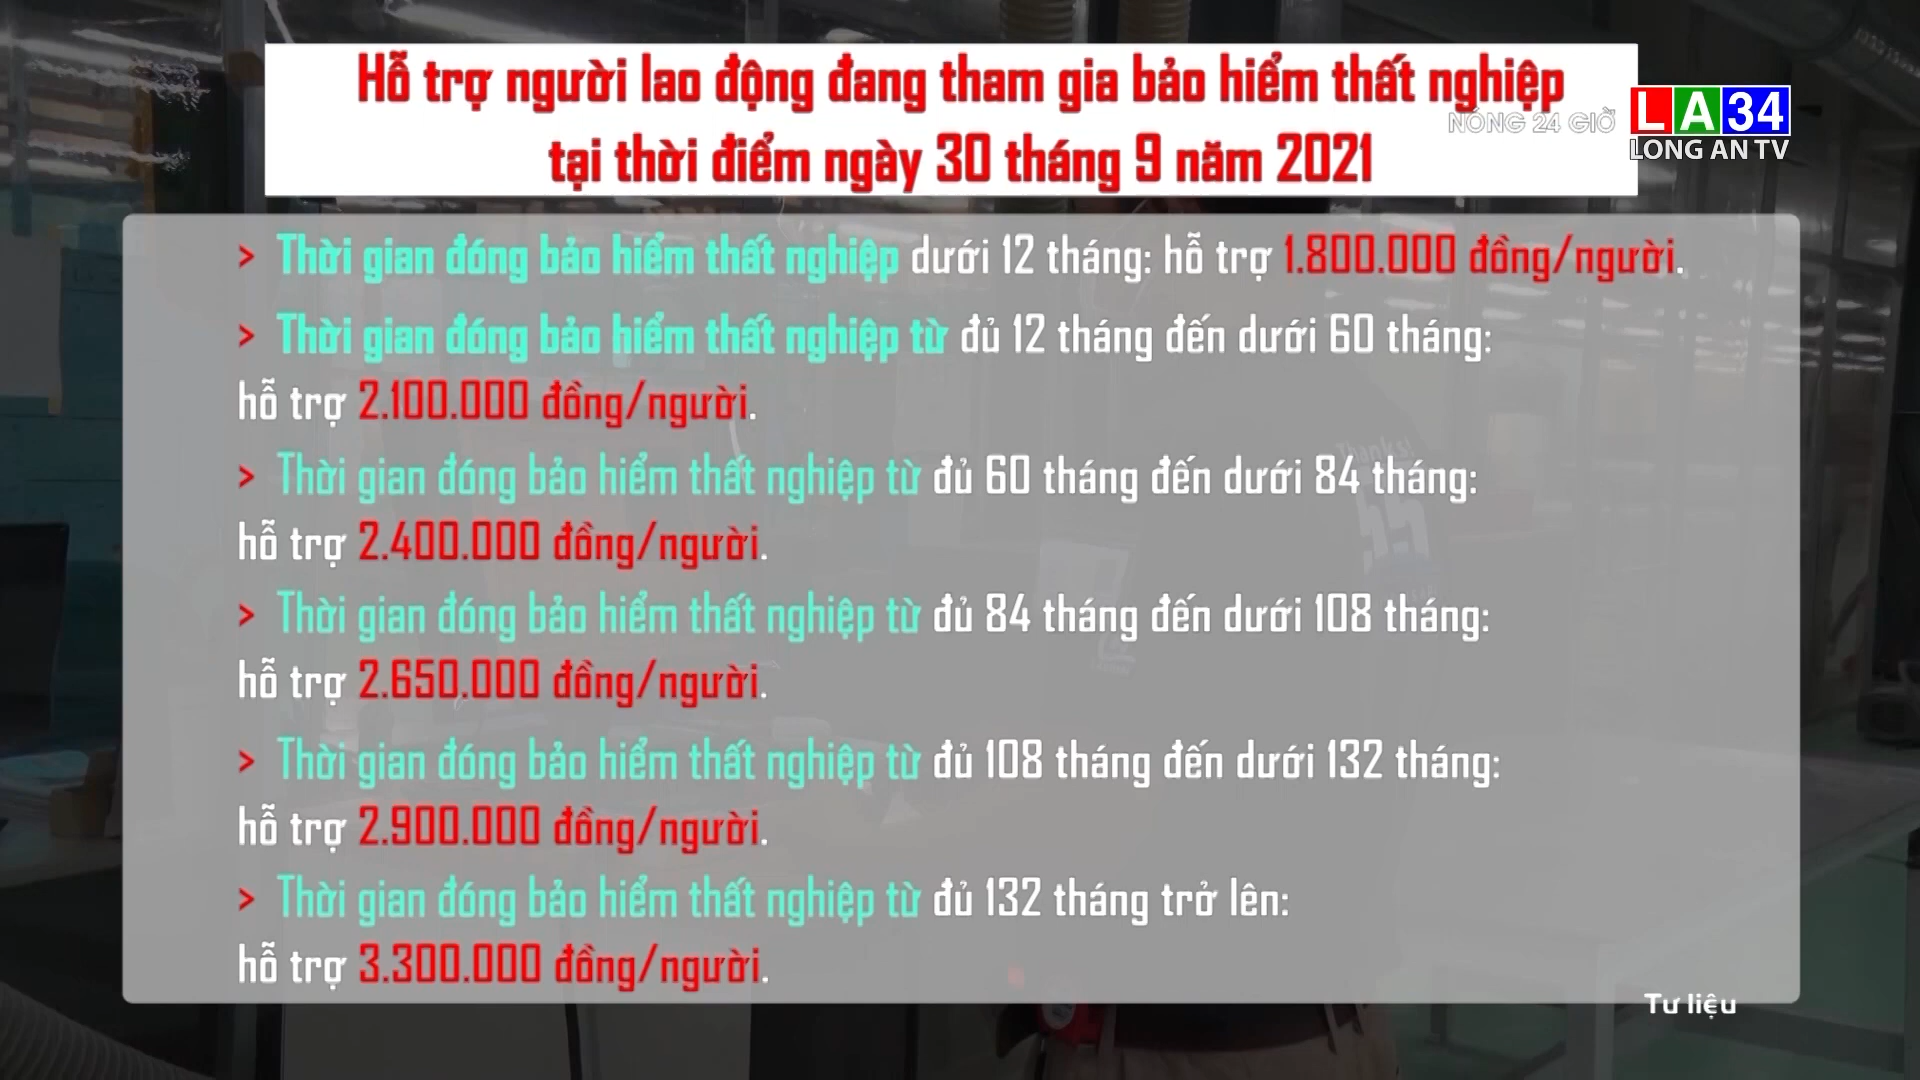 Hỗ trợ người lao động đang tham gia bảo hiểm thất nghiệp
tại thời điểm ngày 30 tháng 9 năm 2021
NÓNG 24 GIỜ
LA34
LONG AN TV
> Thời gian đóng bảo hiểm thất nghiệp dưới 12 tháng: hỗ trợ 1.800.000 đồng/người.
> Thời gian đóng bảo hiểm thất nghiệp từ đủ 12 tháng đến dưới 60 tháng:
hỗ trợ 2.100.000 đồng/người.
> Thời gian đóng bảo hiểm thất nghiệp từ đủ 60 tháng đến dưới 84 tháng:
hỗ trợ 2.400.000 đồng/người.
> Thời gian đóng bảo hiểm thất nghiệp từ đủ 84 tháng đến dưới 108 tháng:
hỗ trợ 2.650.000 đồng/người.
> Thời gian đóng bảo hiểm thất nghiệp từ đủ 108 tháng đến dưới 132 tháng:
hỗ trợ 2.900.000 đồng/người.
> Thời gian đóng bảo hiểm thất nghiệp từ đủ 132 tháng trở lên:
hỗ trợ 3.300.000 đồng/người.
Thanks!
55
Tư liệu